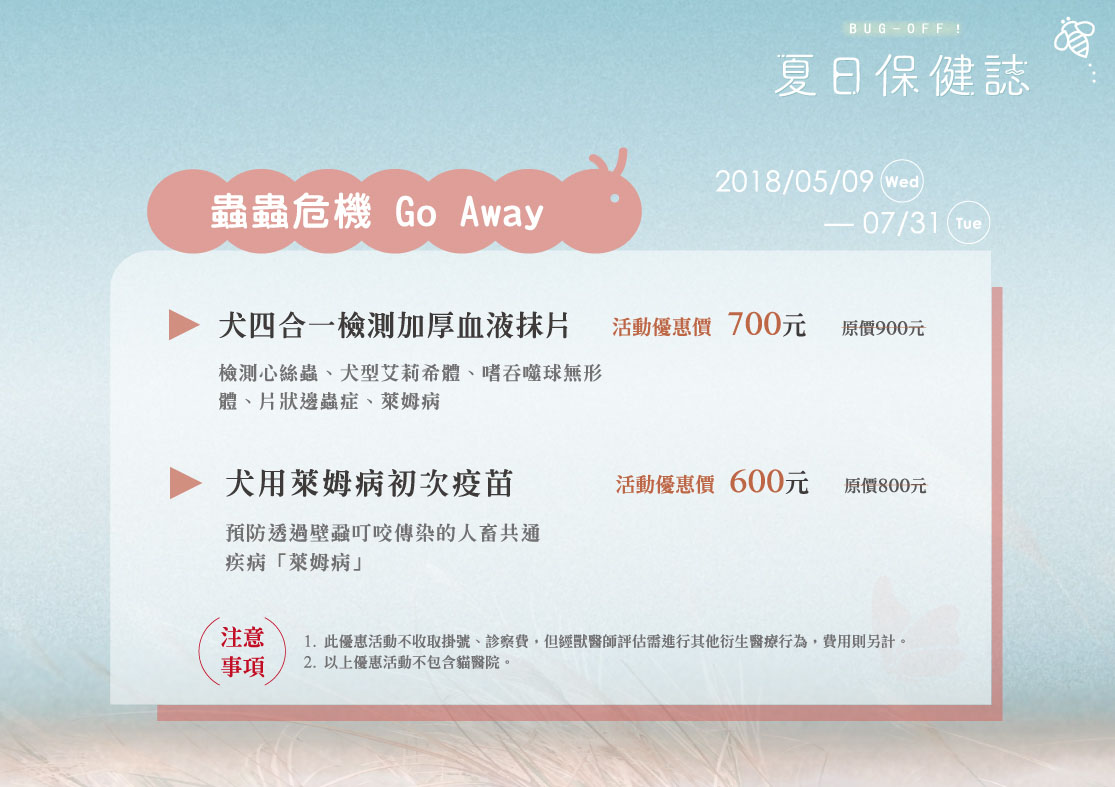 BUG-OFF!
夏日保健誌
蟲蟲危機 Go Away
2018/05/09 Wed
— 07/31 Tue
犬四合一檢測加厚血液抹片 活動優惠價 700元 原價900元
檢測心絲蟲、犬型艾莉希體、嗜吞噬球無形
體、片狀邊蟲症、萊姆病
犬用萊姆病初次疫苗 活動優惠價 600元 原價800元
預防透過壁蝨叮咬傳染的人畜共通
疾病「萊姆病」
注意
事項
1. 此優惠活動不收取掛號、診察費，但經獸醫師評估需進行其他衍生醫療行為，費用則另計。
2. 以上優惠活動不包含貓醫院。